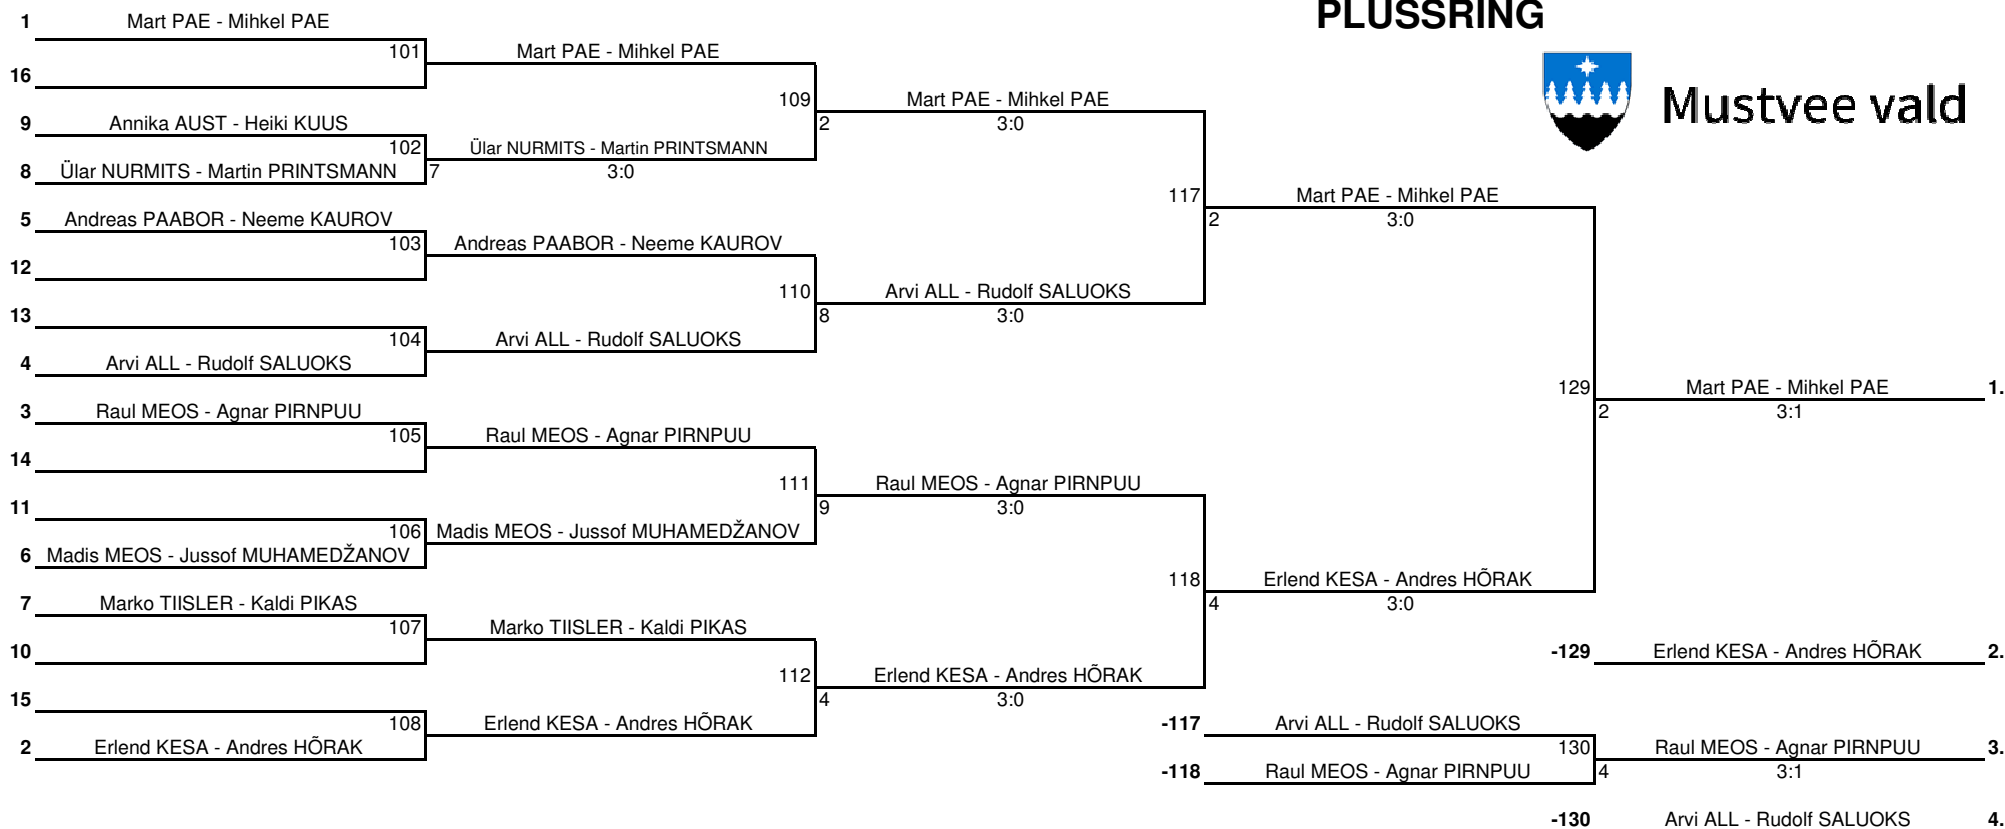 PLUSSRING
Mustvee vald
1 Mart PAE - Mihkel PAE
101 Mart PAE - Mihkel PAE
16
109 Mart PAE - Mihkel PAE
2 3:0
9 Annika AUST - Heiki KUUS
102 Ülar NURMITS - Martin PRINTSMANN
8 Ülar NURMITS - Martin PRINTSMANN 7 3:0
117 Mart PAE - Mihkel PAE
2 3:0
5 Andreas PAABOR - Neeme KAUROV
103 Andreas PAABOR - Neeme KAUROV
12
110 Arvi ALL - Rudolf SALUOKS
8 3:0
13
104 Arvi ALL - Rudolf SALUOKS
4 Arvi ALL - Rudolf SALUOKS
129 Mart PAE - Mihkel PAE 1.
2 3:1
3 Raul MEOS - Agnar PIRNPUU
105 Raul MEOS - Agnar PIRNPUU
14
111 Raul MEOS - Agnar PIRNPUU
9 3:0
11
106 Madis MEOS - Jussof MUHAMEDŽANOV
6 Madis MEOS - Jussof MUHAMEDŽANOV
118 Erlend KESA - Andres HÕRAK
4 3:0
7 Marko TIISLER - Kaldi PIKAS
107 Marko TIISLER - Kaldi PIKAS
10
-129 Erlend KESA - Andres HÕRAK 2.
112 Erlend KESA - Andres HÕRAK
4 3:0
15
108 Erlend KESA - Andres HÕRAK
2 Erlend KESA - Andres HÕRAK
-117 Arvi ALL - Rudolf SALUOKS
130 Raul MEOS - Agnar PIRNPUU 3.
-118 Raul MEOS - Agnar PIRNPUU 4 3:1
-130 Arvi ALL - Rudolf SALUOKS 4.